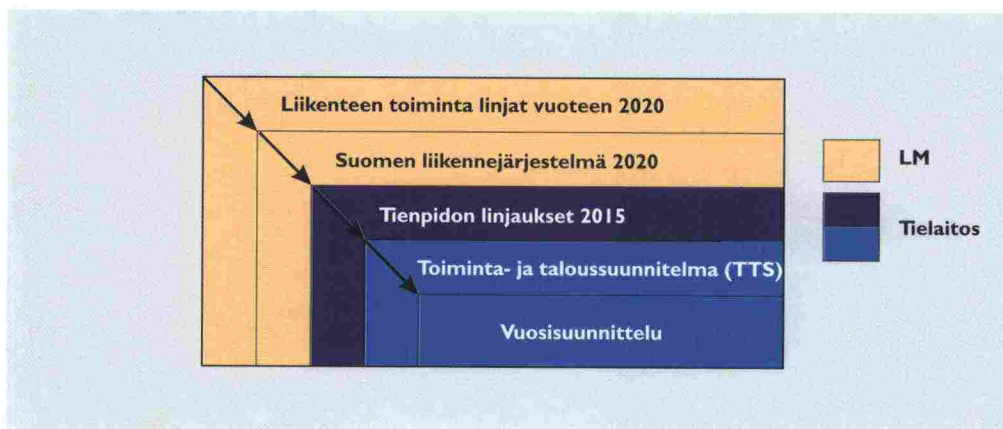 Liikenteen toiminta linjat vuoteen 2020
Suomen liikennejärjestelmä 2020
Tienpidon linjaukset 2015
Toiminta- ja taloussuunnitelma (TTS)
Vuosisuunnittelu
LM
Tielaitos